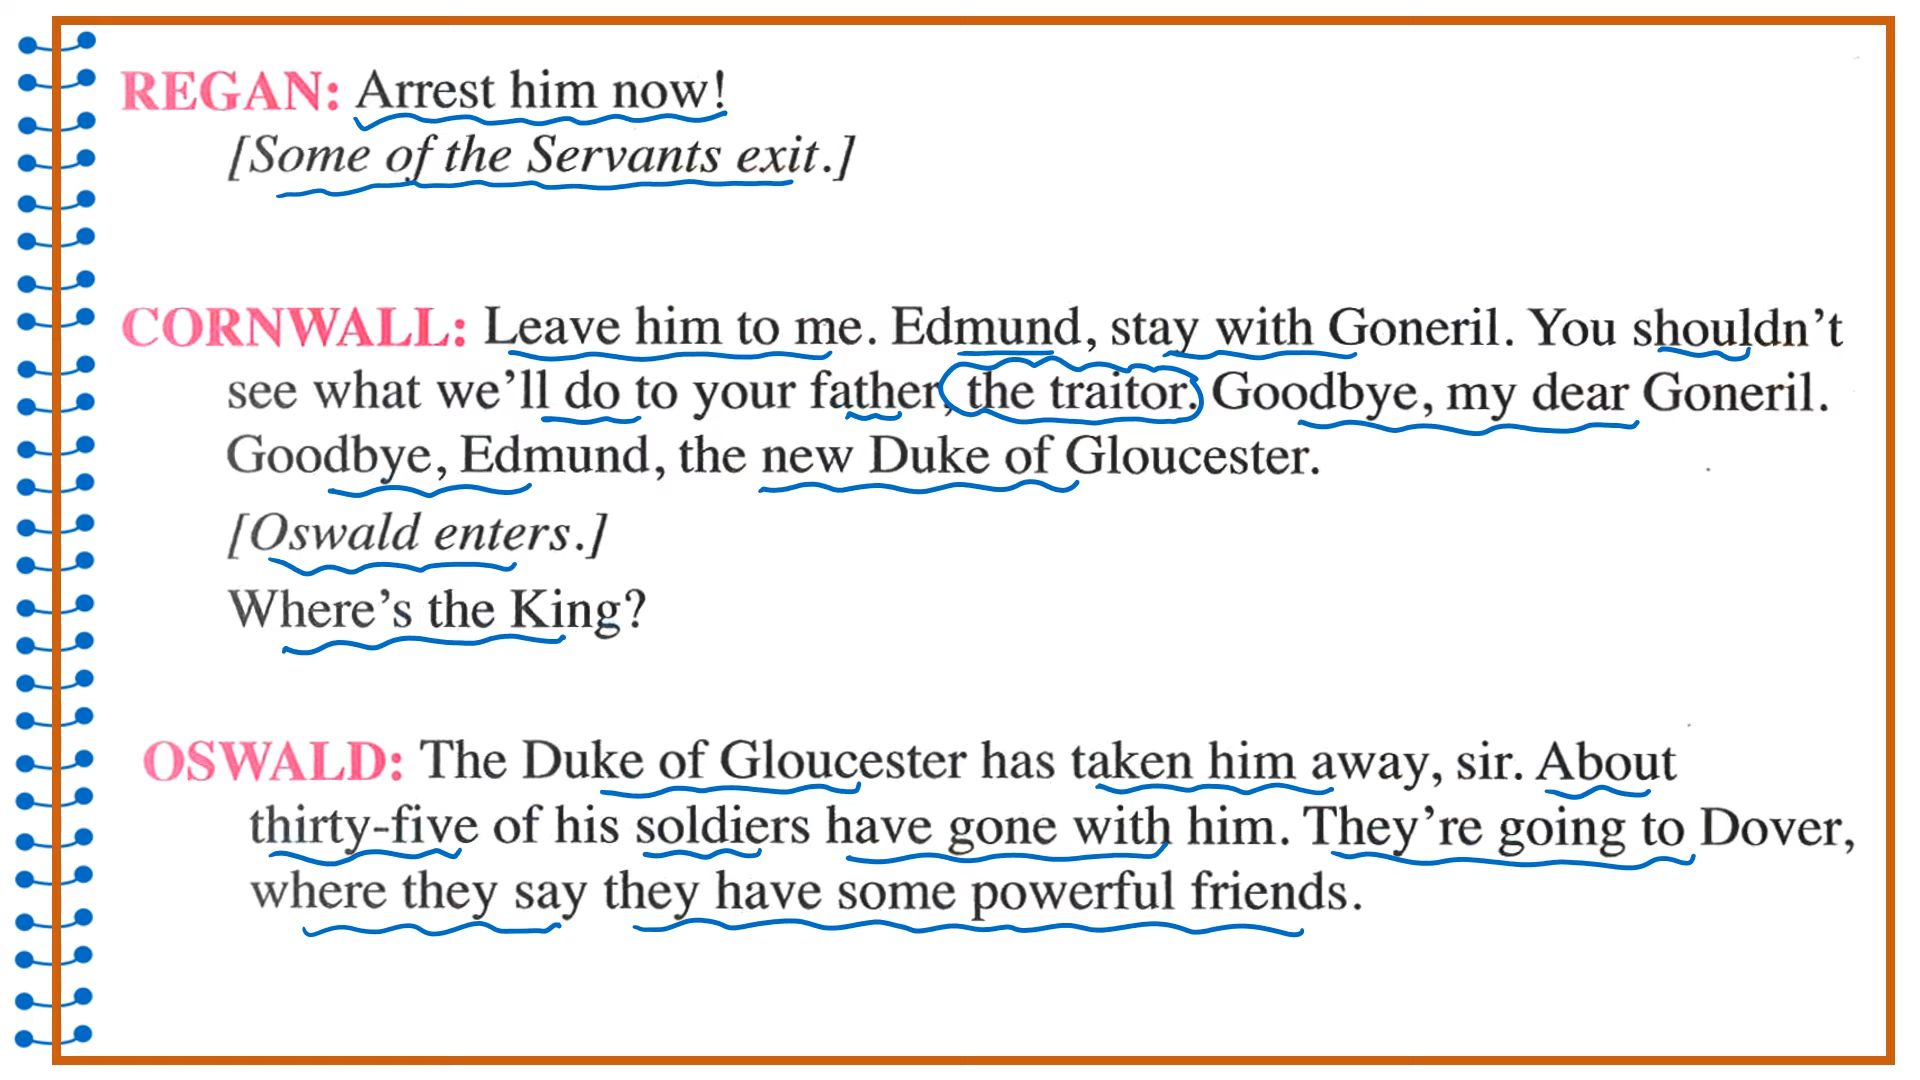 REGAN: Arrest him now!
[Some of the Servants exit.]
CORNWALL: Leave him to me. Edmund, stay with Goneril. You shouldn't
see what we'll do to your father, the traitor. Goodbye, my dear Goneril.
Goodbye, Edmund, the new Duke of Gloucester.
[Oswald enters.]
Where's the King?
OSWALD: The Duke of Gloucester has taken him away, sir. About
thirty-five of his soldiers have gone with him. They're going to Dover,
where they say they have some powerful friends.